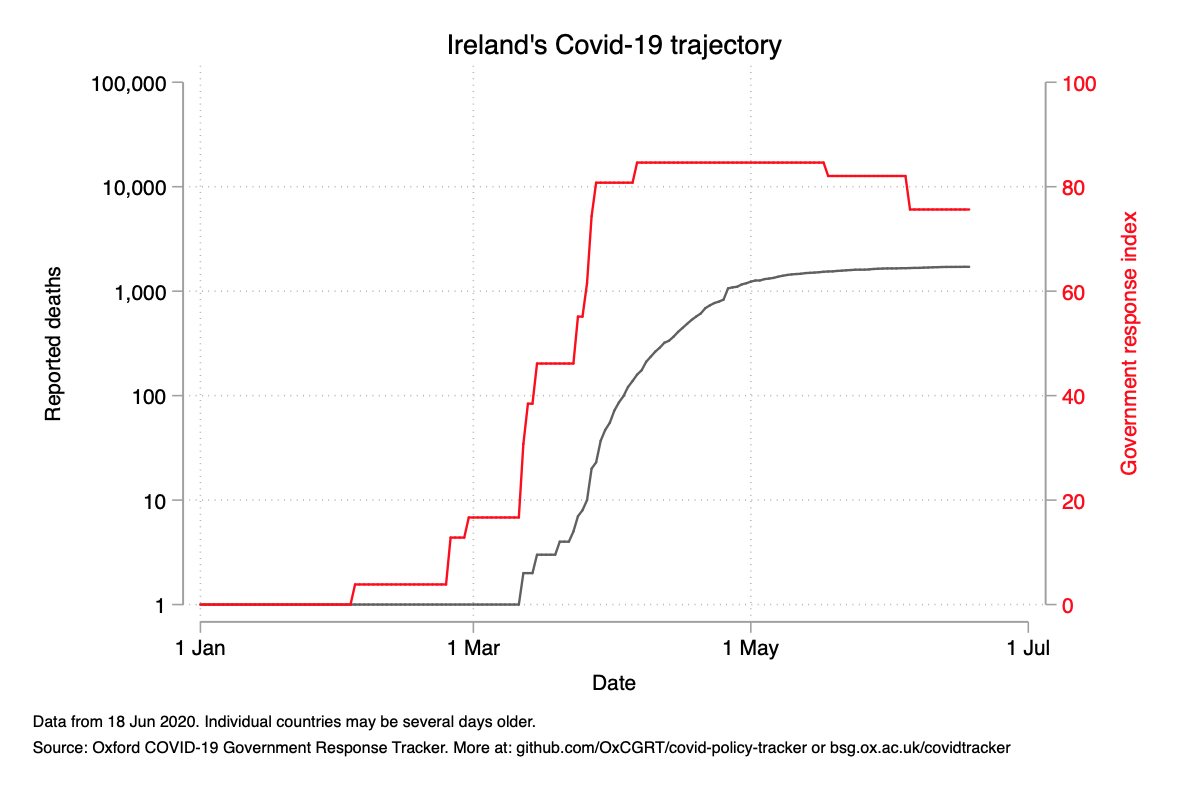 Ireland's Covid-19 trajectory
100,000
10,000
1,000
100
10
1
Reported deaths
100
80
60
40
20
0
Government response index
1 Jan
1 Mar
1 May
1 Jul
Date
Data from 18 Jun 2020. Individual countries may be several days older.
Source: Oxford COVID-19 Government Response Tracker. More at: github.com/OxCGRT/covid-policy-tracker or bsg.ox.ac.uk/covidtracker